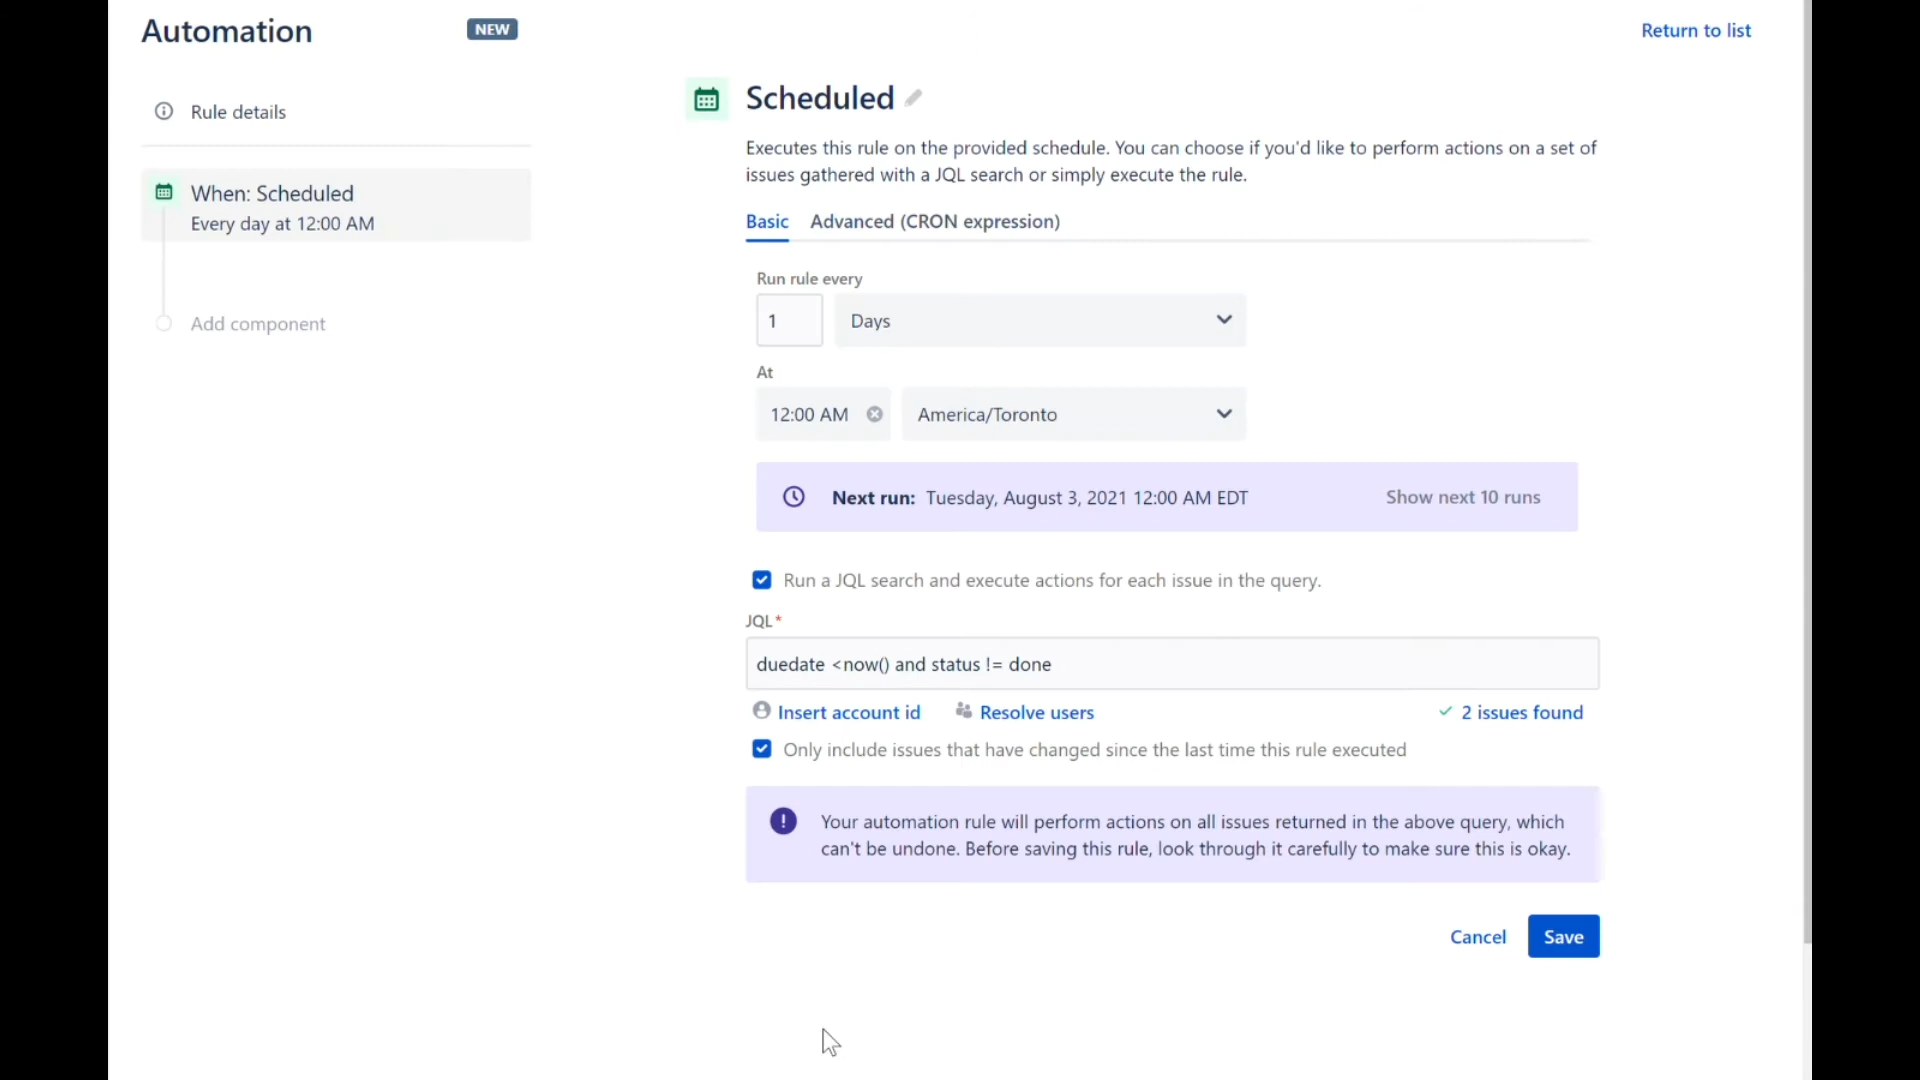 Automation
NEW
Return to list
Rule details
When: Scheduled
Every day at 12:00 AM
Add component
Scheduled
Executes this rule on the provided schedule. You can choose if you'd like to perform actions on a set of
issues gathered with a JQL search or simply execute the rule.
Basic
Advanced (CRON expression)
Run rule every
1
Days
At
12:00 AM
America/Toronto
Next run: Tuesday, August 3, 2021 12:00 AM EDT
Show next 10 runs
Run a JQL search and execute actions for each issue in the query.
JQL*
duedate <now() and status != done
Insert account id
Resolve users
2 issues found
Only include issues that have changed since the last time this rule executed
Your automation rule will perform actions on all issues returned in the above query, which
can't be undone. Before saving this rule, look through it carefully to make sure this is okay.
Cancel
Save